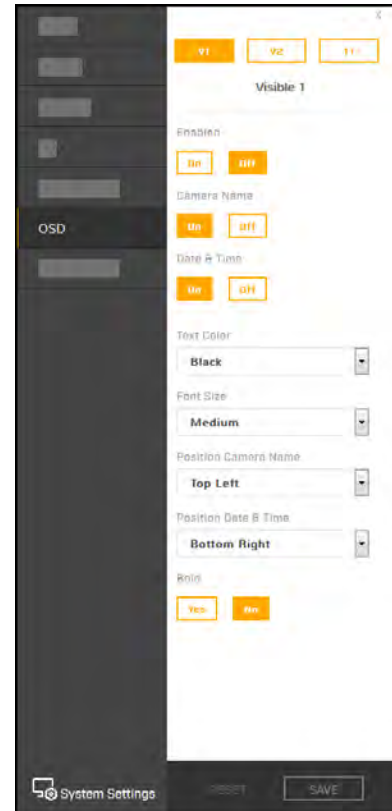 x
V1 V2 T1
Visible 1
Enabled
On Off
Camera Name
On Off
OSD
Date & Time
On Off
Text Color
Black
Font Size
Medium
Position Camera Name
Top Left
Position Date & Time
Bottom Right
Bold
Yes No
System Settings
RESET SAVE